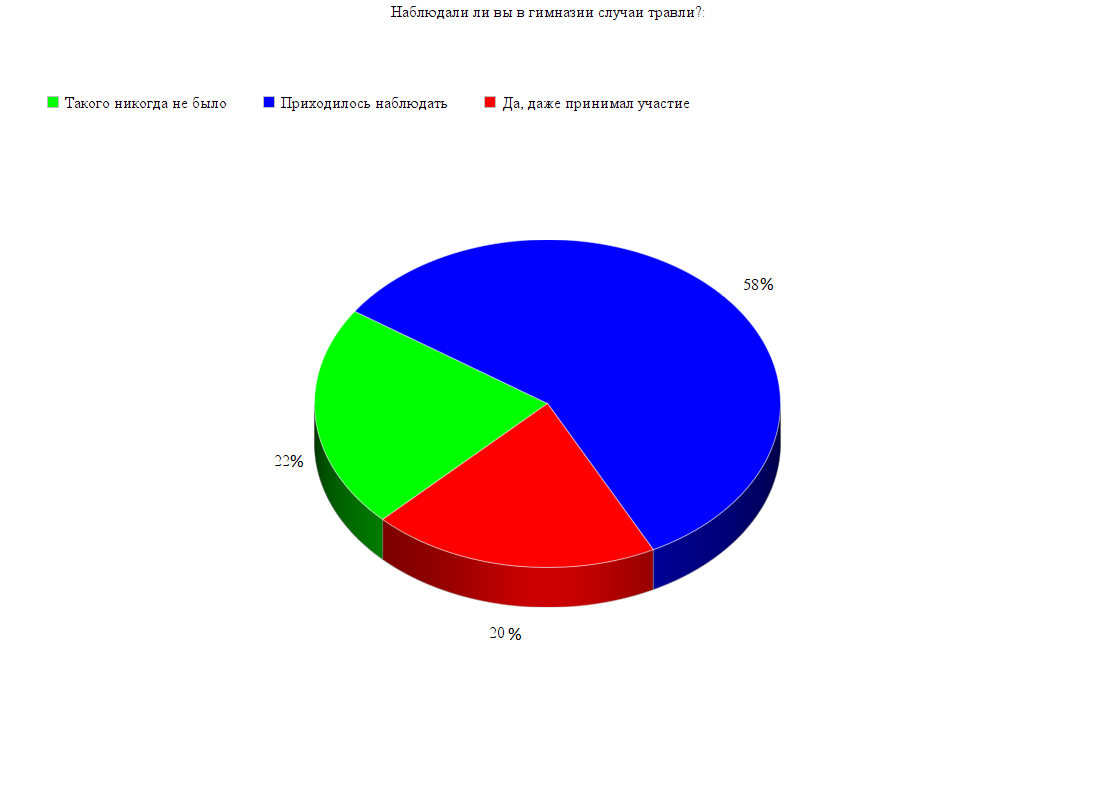 Наблюдали ли вы в гимназии случаи травли?:
Такого никогда не было Приходилось наблюдать Да, даже принимал участие
58%
22%
20 %